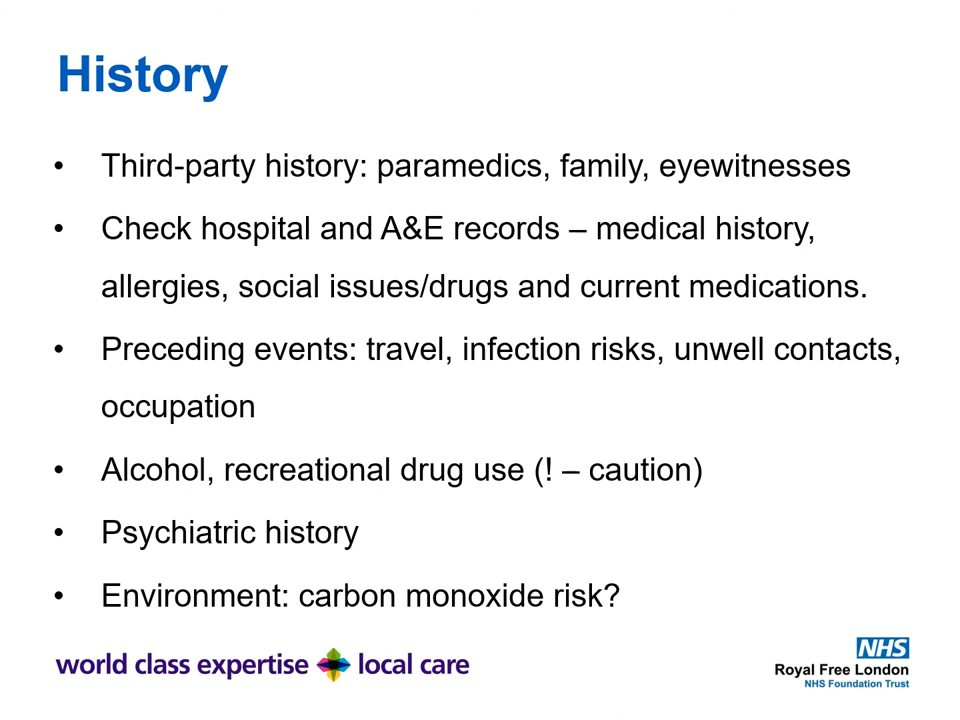 History
• Third-party history: paramedics, family, eyewitnesses
• Check hospital and A&E records – medical history,
allergies, social issues/drugs and current medications.
• Preceding events: travel, infection risks, unwell contacts,
occupation
• Alcohol, recreational drug use (! – caution)
• Psychiatric history
• Environment: carbon monoxide risk?
world class expertise local care
NHS
Royal Free London
NHS Foundation Trust